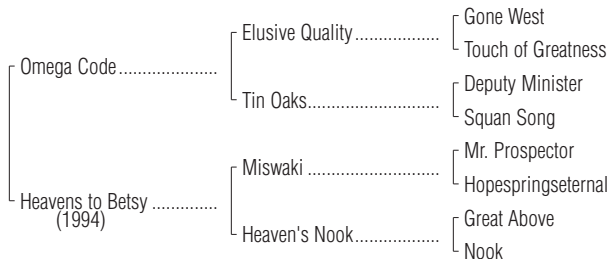 Gone West
Elusive Quality...................
Touch of Greatness
Omega Code......................
Deputy Minister
Tin Oaks.............................
Squan Song
Mr. Prospector
Miswaki .............................
Hopespringseternal
Heavens to Betsy ..............
(1994)
Great Above
Heaven's Nook...................
Nook